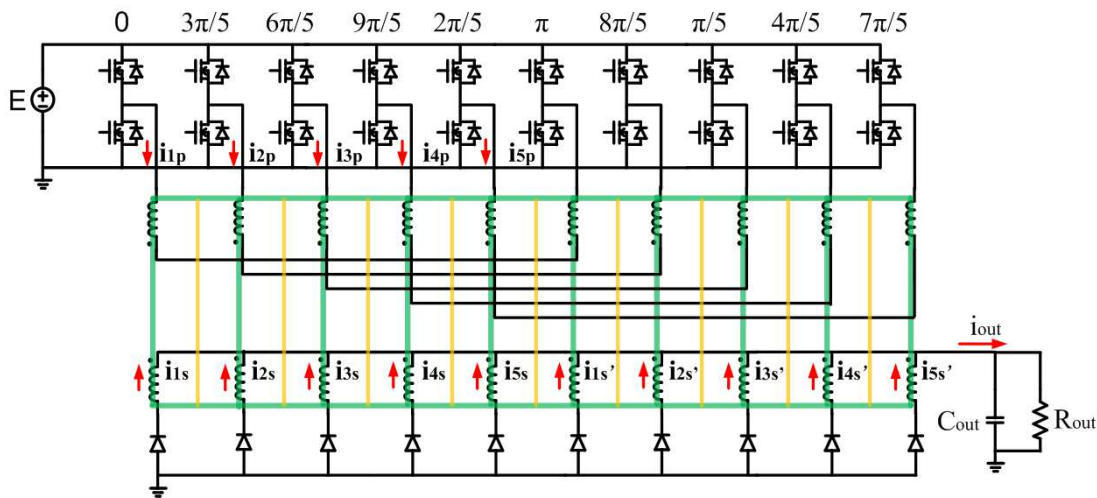 0 3π/5 6π/5 9π/5 2π/5 π 8π/5 π/5 4π/5 7π/5
E
i1p i2p i3p i4p i5p
iout
i1s i2s i3s i4s i5s i1s' i2s' i3s' i4s' i5s'
Cout Rout